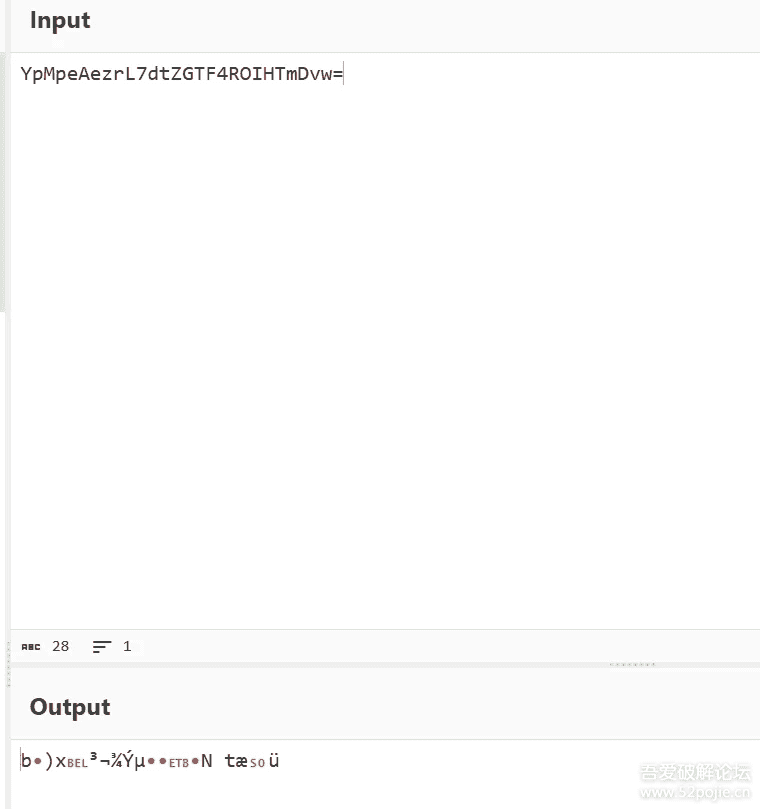 Input
YpMpeAezrL7dtZGTF4ROIHTmDvw=
ABC 28 1
Output
b•)xBEL³¬¾Ýµ••ETB•N tæSOü
吾爱破解论坛
www.52pojie.cn